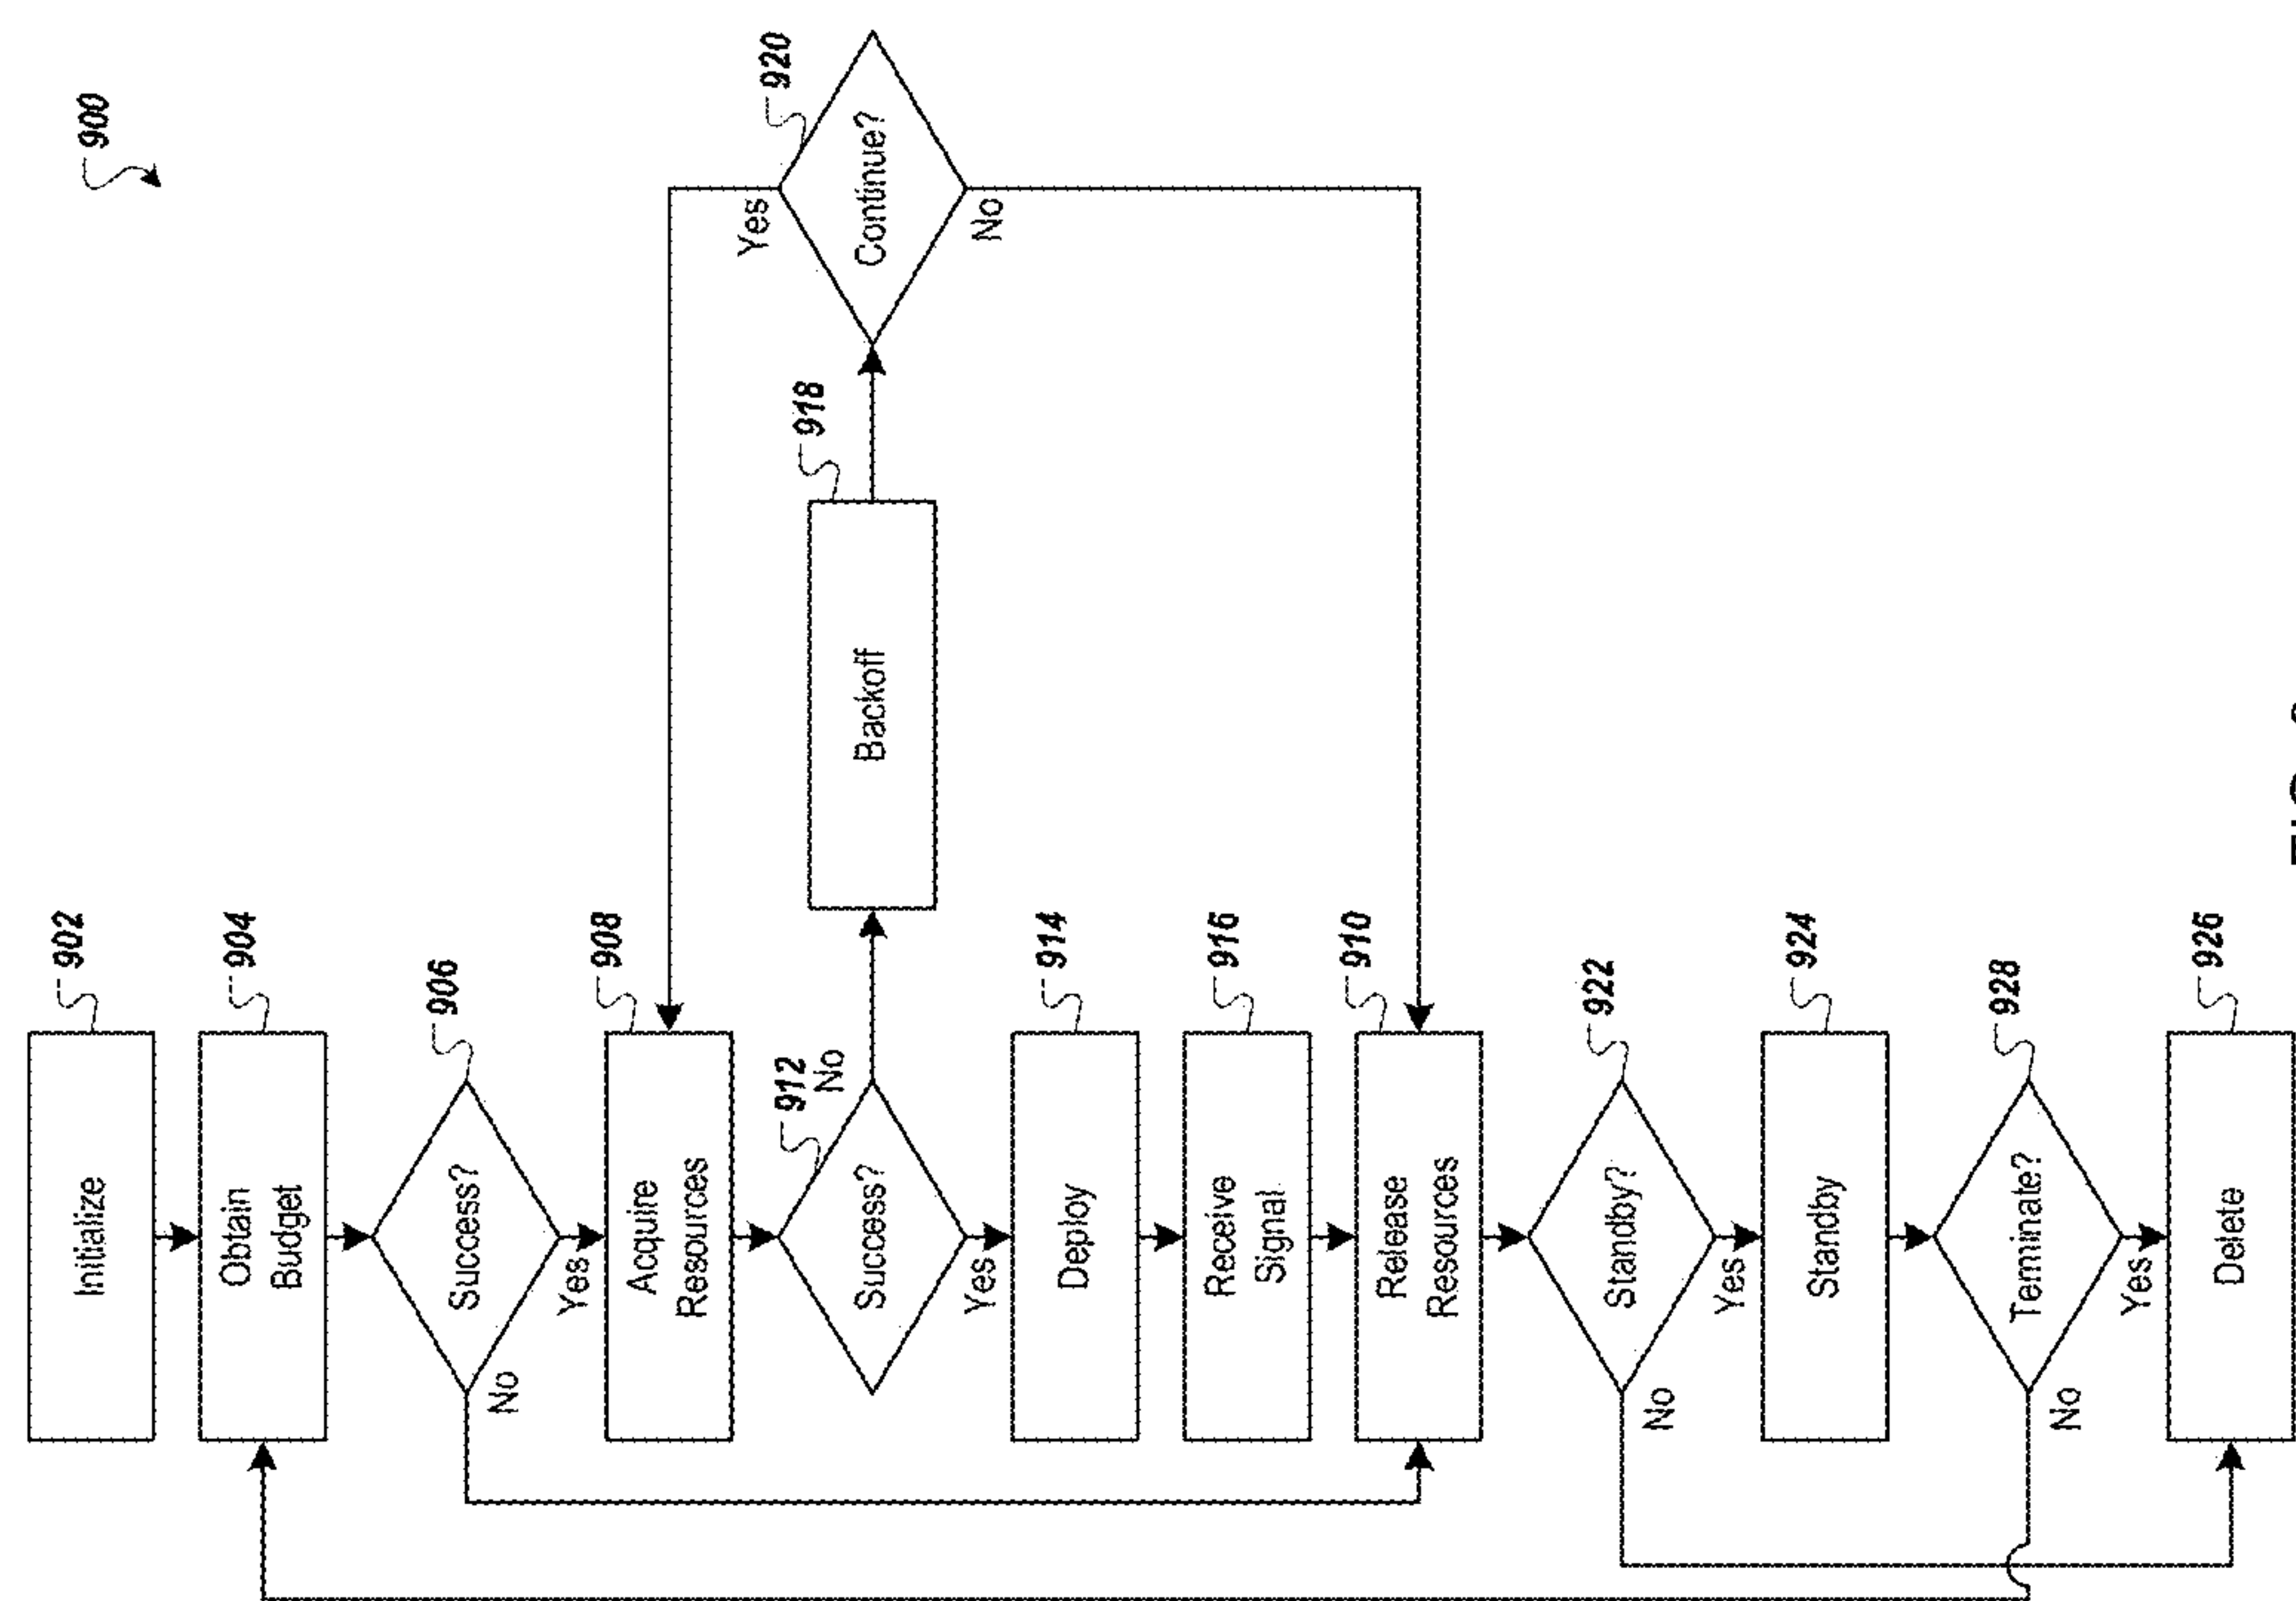 900
Initialize
902
Obtain
Budget
904
Success?
906
No
Yes
Acquire
Resources
908
Success?
912
No
Yes
Backoff
918
Continue?
920
Yes
No
Deploy
914
Receive
Signal
916
Release
Resources
910
Standby?
922
No
Yes
Standby
924
Terminate?
928
No
Yes
Delete
926